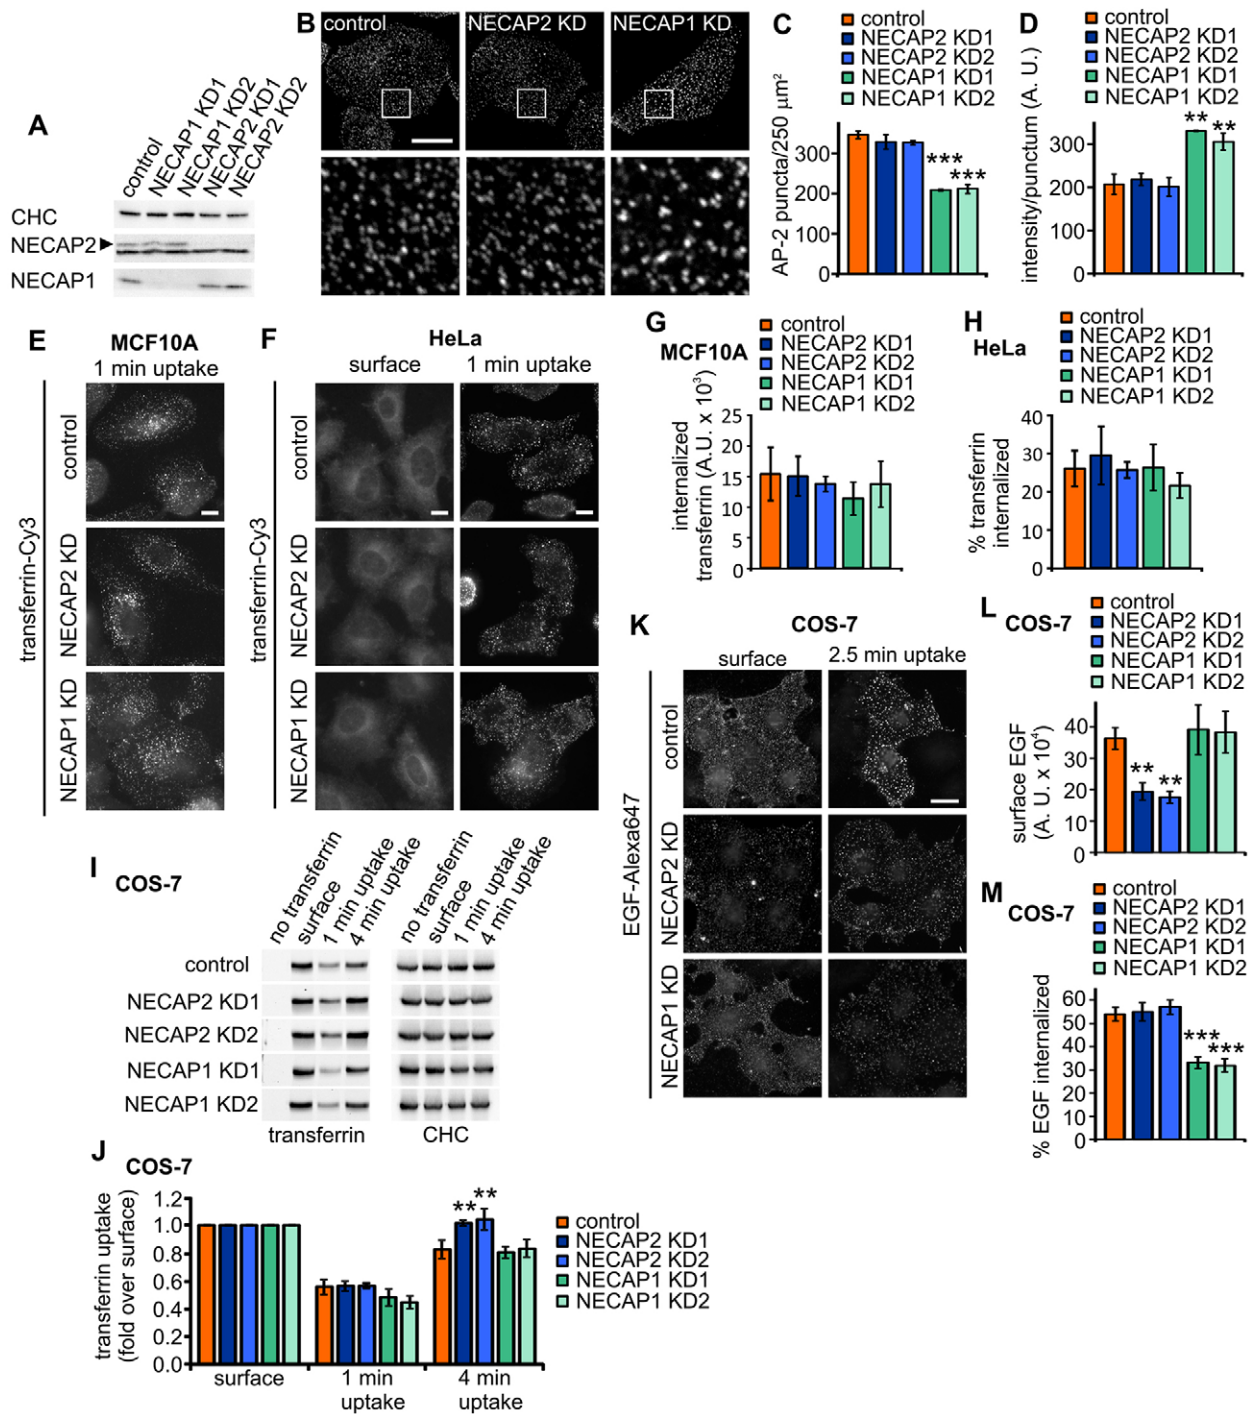 A
control
NECAP1 KD1
NECAP1 KD2
NECAP2 KD1
NECAP2 KD2
CHC
NECAP2
NECAP1
B
control
NECAP2 KD
NECAP1 KD
C
control
NECAP2 KD1
NECAP2 KD2
NECAP1 KD1
NECAP1 KD2
AP-2 puncta/250 µm²
300
200
100
0
***
***
D
control
NECAP2 KD1
NECAP2 KD2
NECAP1 KD1
NECAP1 KD2
intensity/punctum (A. U.)
300
200
100
0
**
**
E
MCF10A
1 min uptake
transferrin-Cy3
control
NECAP2 KD
NECAP1 KD
F
HeLa
surface
1 min uptake
transferrin-Cy3
control
NECAP2 KD
NECAP1 KD
G
MCF10A
control
NECAP2 KD1
NECAP2 KD2
NECAP1 KD1
NECAP1 KD2
internalized
transferrin (A.U. x 10³)
25
20
15
10
5
0
H
HeLa
control
NECAP2 KD1
NECAP2 KD2
NECAP1 KD1
NECAP1 KD2
% transferrin
internalized
40
30
20
10
0
I
COS-7
no transferrin
surface
1 min uptake
4 min uptake
no transferrin
surface
1 min uptake
4 min uptake
control
NECAP2 KD1
NECAP2 KD2
NECAP1 KD1
NECAP1 KD2
transferrin
CHC
J
COS-7
transferrin uptake
(fold over surface)
1.2
1.0
0.8
0.6
0.4
0.2
0.0
**
**
surface
1 min
uptake
4 min
uptake
control
NECAP2 KD1
NECAP2 KD2
NECAP1 KD1
NECAP1 KD2
K
COS-7
surface
2.5 min uptake
EGF-Alexa647
control
NECAP2 KD
NECAP1 KD
L
COS-7
control
NECAP2 KD1
NECAP2 KD2
NECAP1 KD1
NECAP1 KD2
surface EGF
(A. U. x 10⁴)
40
30
20
10
0
**
**
M
COS-7
control
NECAP2 KD1
NECAP2 KD2
NECAP1 KD1
NECAP1 KD2
% EGF internalized
60
50
40
30
20
10
0
***
***